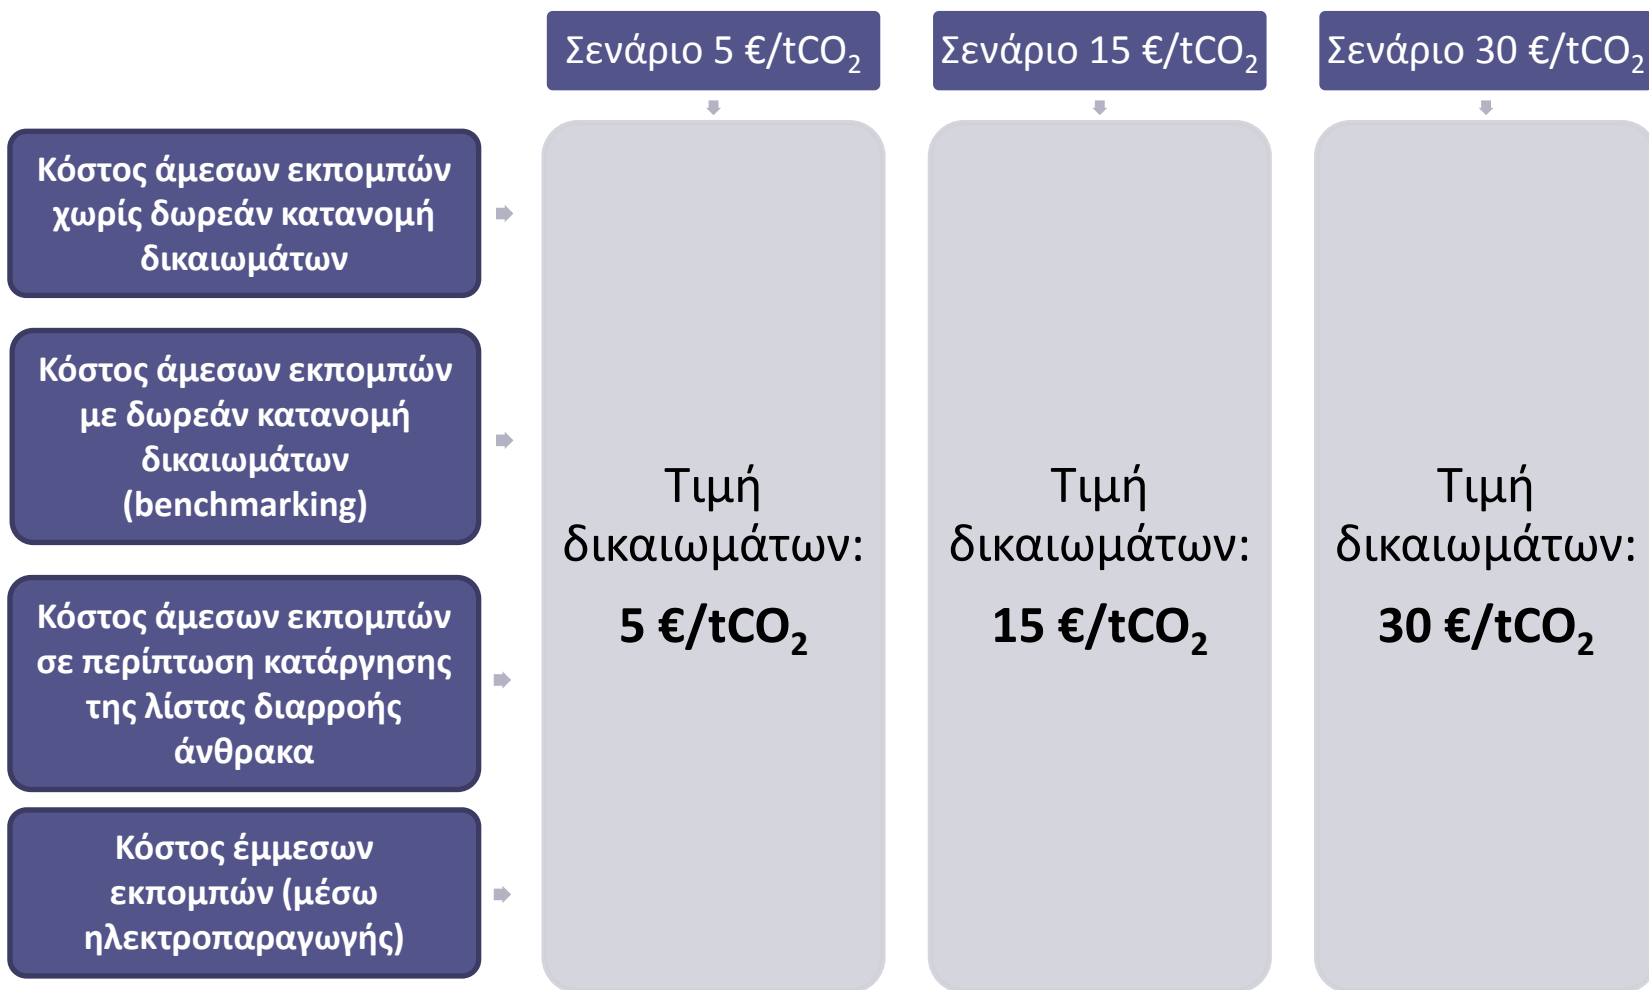 Σενάριο 5 €/tCO2
Σενάριο 15 €/tCO2
Σενάριο 30 €/tCO2
Κόστος άμεσων εκπομπών
χωρίς δωρεάν κατανομή
δικαιωμάτων
Κόστος άμεσων εκπομπών
με δωρεάν κατανομή
δικαιωμάτων
(benchmarking)
Κόστος άμεσων εκπομπών
σε περίπτωση κατάργησης
της λίστας διαρροής
άνθρακα
Κόστος έμμεσων
εκπομπών (μέσω
ηλεκτροπαραγωγής)
Τιμή
δικαιωμάτων:
5 €/tCO2
Τιμή
δικαιωμάτων:
15 €/tCO2
Τιμή
δικαιωμάτων:
30 €/tCO2